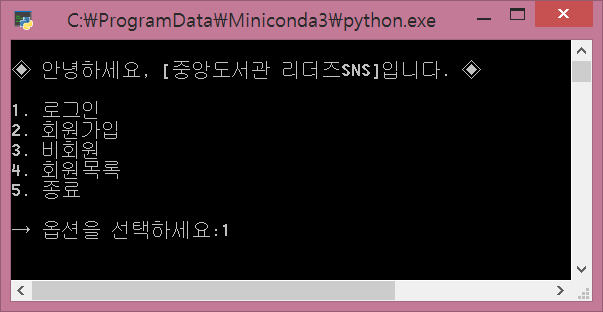 C:₩ProgramData₩Miniconda3₩python.exe
◈ 안녕하세요, [중앙도서관 리더즈SNS]입니다. ◈
1. 로그인
2. 회원가입
3. 비회원
4. 회원목록
5. 종료
→ 옵션을 선택하세요:1